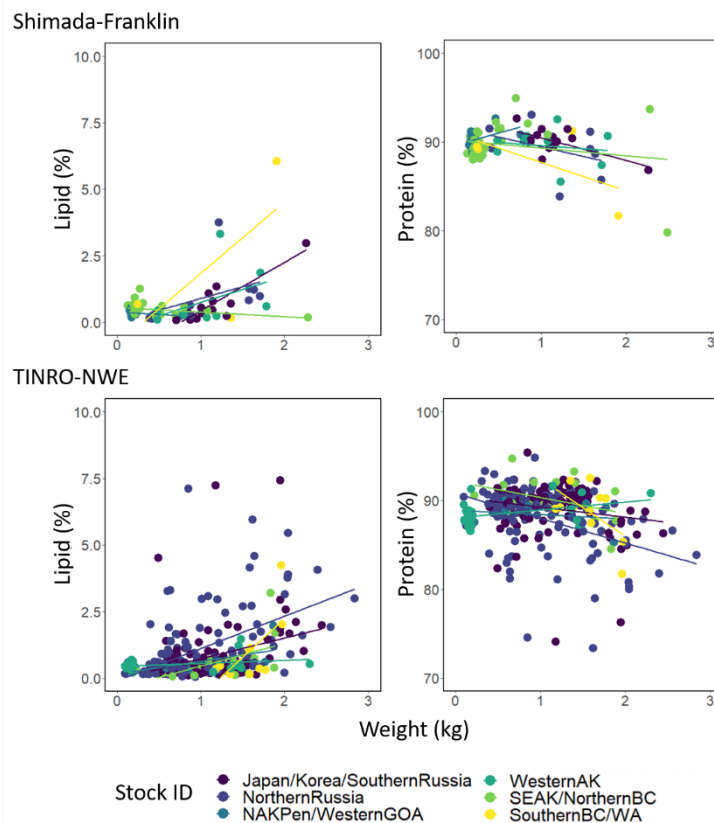 Shimada-Franklin
10.0
7.5
5.0
2.5
0.0
Lipid (%)
0 1 2 3
100
90
80
70
Protein (%)
0 1 2 3
TINRO-NWE
10.0
7.5
5.0
2.5
0.0
Lipid (%)
0 1 2 3
100
90
80
70
Protein (%)
0 1 2 3
Weight (kg)
Stock ID
Japan/Korea/SouthernRussia
NorthernRussia
NAKPen/WesternGOA
WesternAK
SEAK/NorthernBC
SouthernBC/WA